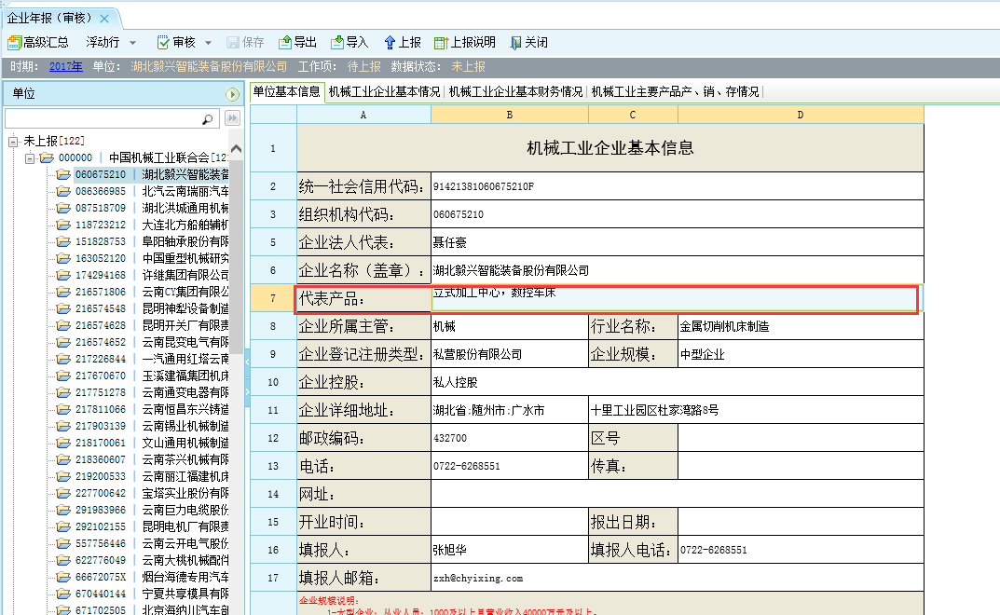 企业年报（审核）
高级汇总 浮动行 审核 保存 导出 导入 上报 上报说明 关闭
时期： 2017年 单位： 湖北毅兴智能装备股份有限公司 工作项： 待上报 数据状态： 未上报
单位
未上报[122]
000000 | 中国机械工业联合会[12
060675210 | 湖北毅兴智能装备
086366985 | 北汽云南瑞丽汽车
087518709 | 湖北洪城通用机械
118723212 | 大连北方船舶辅机
151828753 | 阜阳轴承股份有限
163052120 | 中国重型机械研究
174294168 | 许继集团有限公司
216571806 | 云南CY集团有限公
216574548 | 昆明神犁设备制造
216574628 | 昆明开关厂有限责
216574652 | 云南昆变电气有限
217226844 | 一汽通用红塔云南
217670670 | 玉溪建福集团机床
217751278 | 云南通变电器有限
217811066 | 云南恒昌东兴铸造
217903139 | 云南锡业机械制造
218170061 | 文山通用机械制造
218360607 | 云南茶兴机械有限
219200533 | 云南丽江福建机床
227700642 | 宝塔实业股份有限
291983966 | 云南巨力电缆股份
292102155 | 昆明电机厂有限责
557756446 | 云南云开电气股份
622776049 | 云南大桃机械配件
66672075X | 烟台海德专用汽车
670440144 | 宁夏共享模具有限
671702505 | 北京海纳川汽车部
单位基本信息 机械工业企业基本情况 机械工业企业基本财务情况 机械工业主要产品产、销、存情况
A B C D
1 机械工业企业基本信息
2 统一社会信用代码： 91421381060675210F
3 组织机构代码： 060675210
5 企业法人代表： 聂任豪
6 企业名称（盖章）： 湖北毅兴智能装备股份有限公司
7 代表产品： 立式加工中心，数控车床
8 企业所属主管： 机械 行业名称： 金属切削机床制造
9 企业登记注册类型： 私营股份有限公司 企业规模： 中型企业
10 企业控股： 私人控股
11 企业详细地址： 湖北省:随州市:广水市 十里工业园区杜家湾路8号
12 邮政编码： 432700 区号
13 电话： 0722-6268551 传真：
14 网址：
15 开业时间： 报出日期：
16 填报人： 张旭华 填报人电话： 0722-6268551
17 填报人邮箱： zxh@chyixing.com
企业规模说明：
1-大型企业：从业人员：1000及以上且营业收入40000万元及以上。